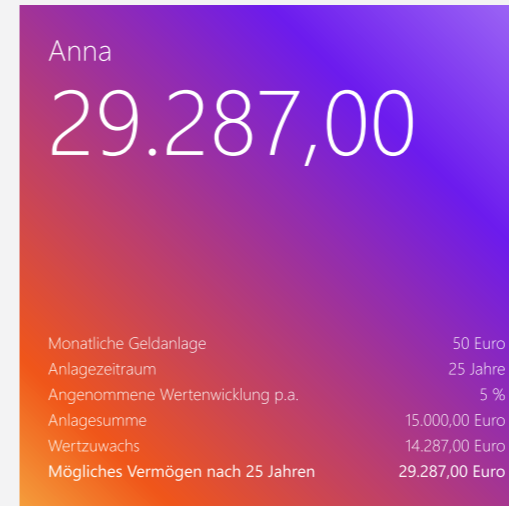 Anna
29.287,00
Monatliche Geldanlage 50 Euro
Anlagezeitraum 25 Jahre
Angenommene Wertenwicklung p.a. 5 %
Anlagesumme 15.000,00 Euro
Wertzuwachs 14.287,00 Euro
Mögliches Vermögen nach 25 Jahren 29.287,00 Euro